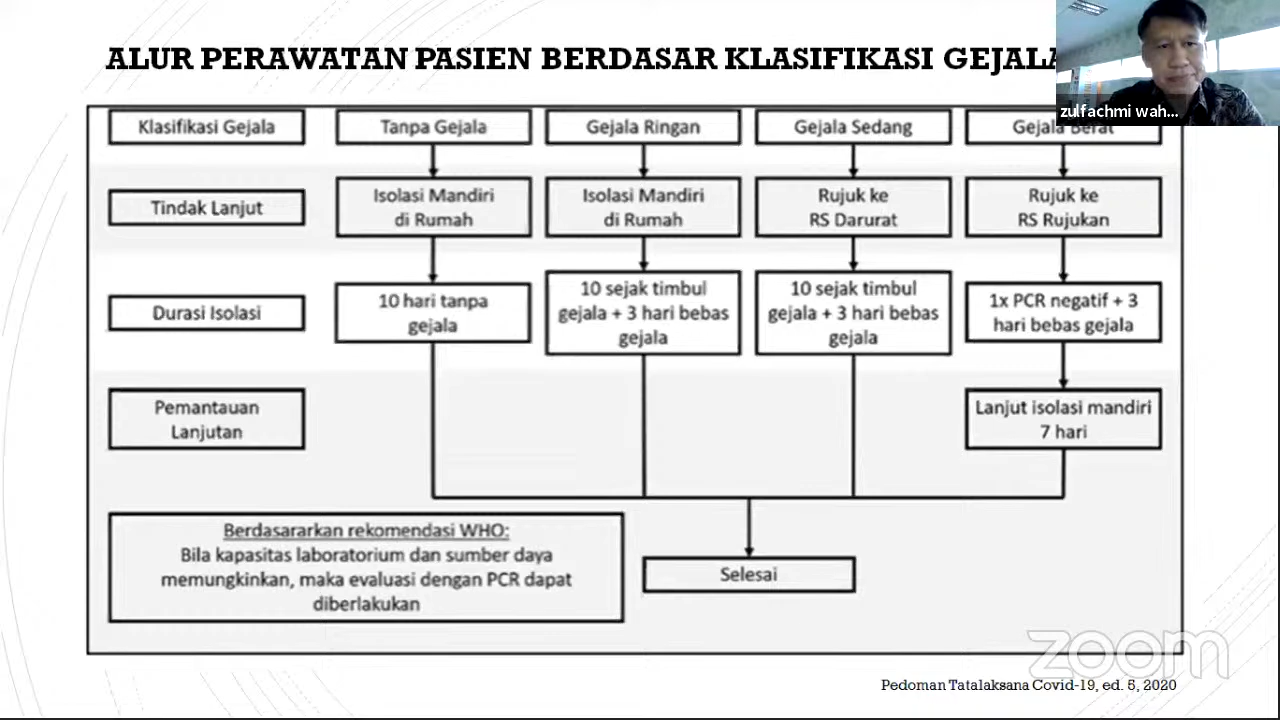 ALUR PERAWATAN PASIEN BERDASAR KLASIFIKASI GEJALA
zulfachmi wah...
Klasifikasi Gejala
Tanpa Gejala
Gejala Ringan
Gejala Sedang
Gejala Berat
Tindak Lanjut
Isolasi Mandiri
di Rumah
Isolasi Mandiri
di Rumah
Rujuk ke
RS Darurat
Rujuk ke
RS Rujukan
Durasi Isolasi
10 hari tanpa
gejala
10 sejak timbul
gejala + 3 hari bebas
gejala
10 sejak timbul
gejala + 3 hari bebas
gejala
1x PCR negatif + 3
hari bebas gejala
Pemantauan
Lanjutan
Lanjut isolasi mandiri
7 hari
Berdasararkan rekomendasi WHO:
Bila kapasitas laboratorium dan sumber daya
memungkinkan, maka evaluasi dengan PCR dapat
diberlakukan
Selesai
zoom
Pedoman Tatalaksana Covid-19, ed. 5, 2020